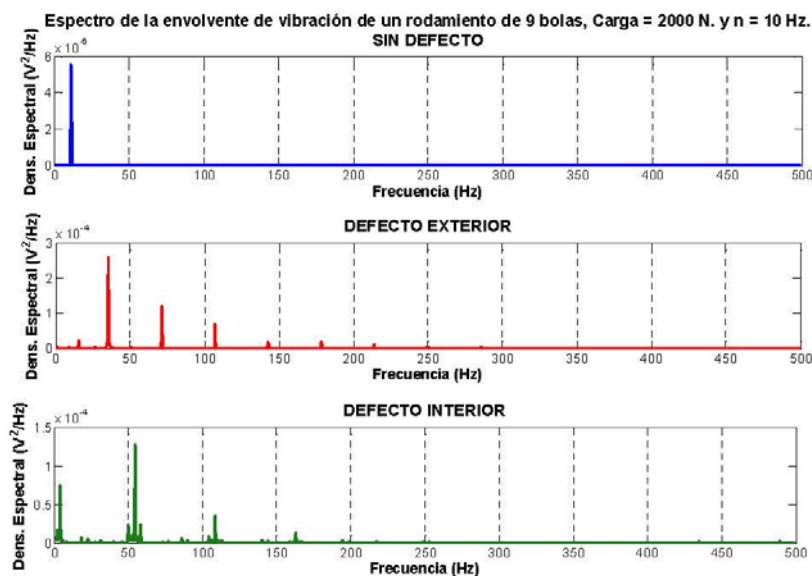 Espectro de la envolvente de vibración de un rodamiento de 9 bolas, Carga = 2000 N. y n = 10 Hz.
SIN DEFECTO
x 10⁻⁶
Dens. Espectral (V²/Hz)
6
4
2
0
0 50 100 150 200 250 300 350 400 450 500
Frecuencia (Hz)
DEFECTO EXTERIOR
x 10⁻⁴
Dens. Espectral (V²/Hz)
3
2
1
0
0 50 100 150 200 250 300 350 400 450 500
Frecuencia (Hz)
DEFECTO INTERIOR
x 10⁻⁴
Dens. Espectral (V²/Hz)
1.5
1
0.5
0
0 50 100 150 200 250 300 350 400 450 500
Frecuencia (Hz)